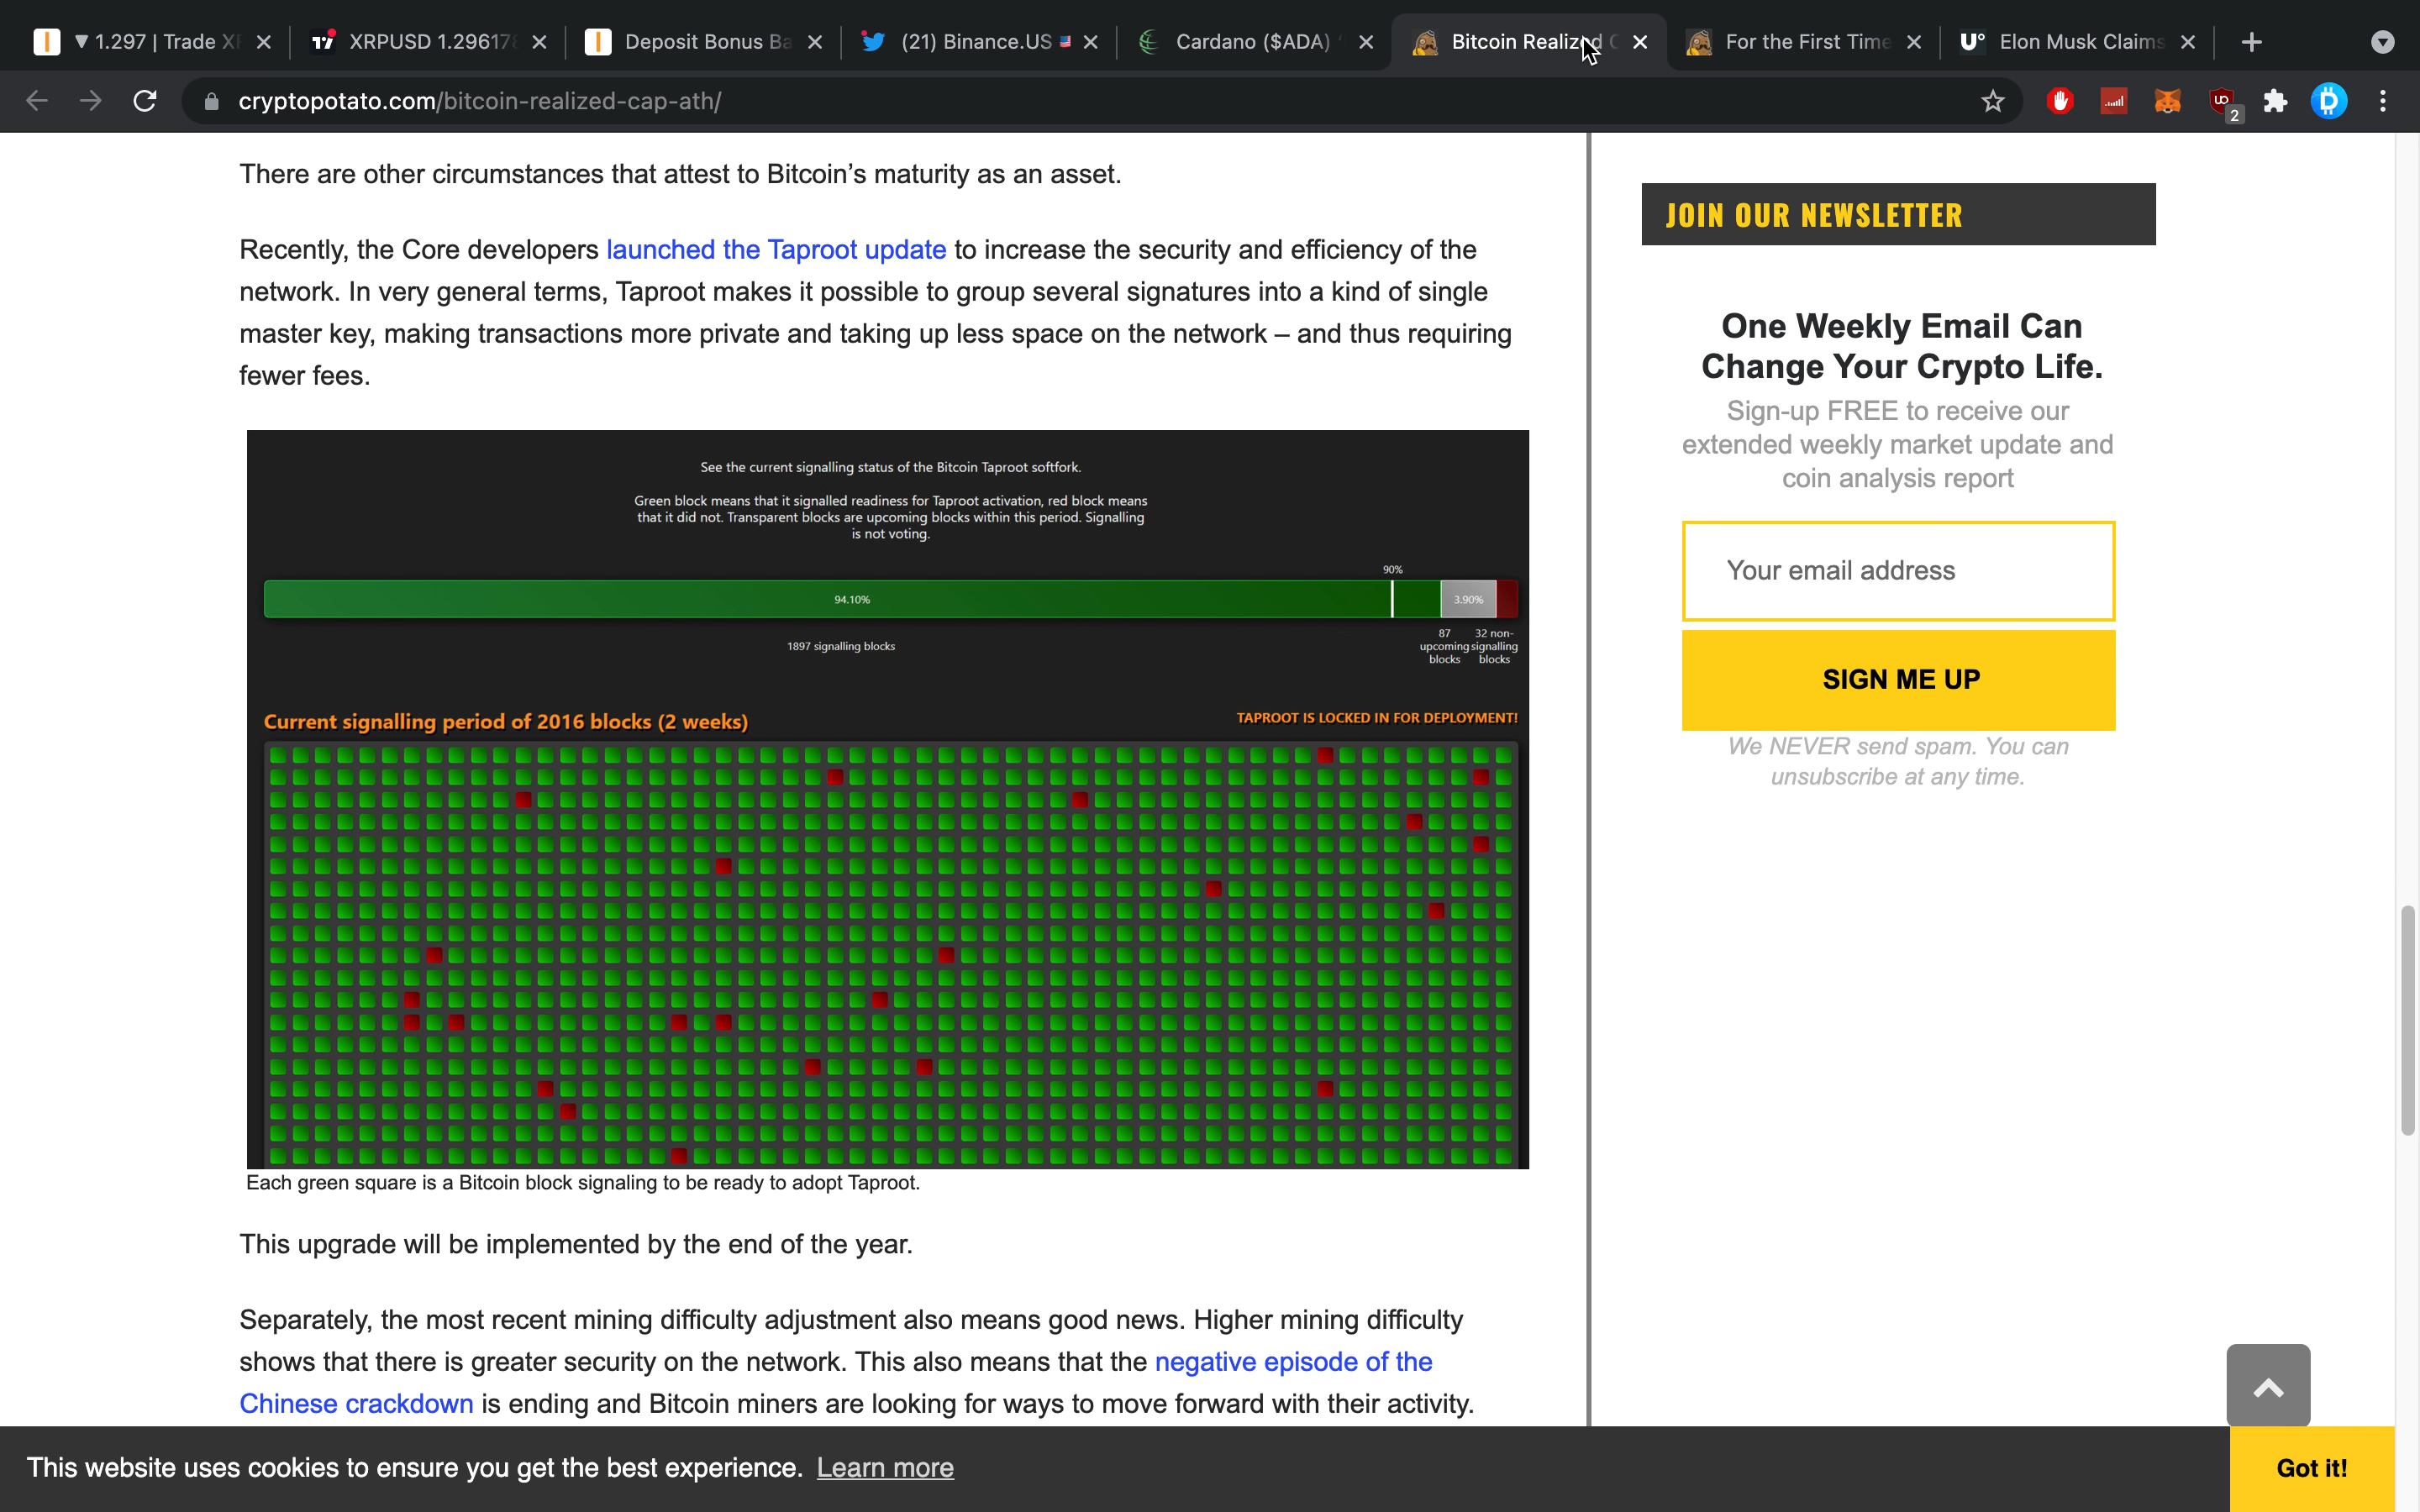 ▼ 1.297 | Trade XR
XRPUSD 1.29617
Deposit Bonus Ba
(21) Binance.US
Cardano ($ADA)
Bitcoin Realized C
For the First Time
Elon Musk Claims
cryptopotato.com/bitcoin-realized-cap-ath/
2
There are other circumstances that attest to Bitcoin’s maturity as an asset.
Recently, the Core developers launched the Taproot update to increase the security and efficiency of the
network. In very general terms, Taproot makes it possible to group several signatures into a kind of single
master key, making transactions more private and taking up less space on the network – and thus requiring
fewer fees.
See the current signalling status of the Bitcoin Taproot softfork.
Green block means that it signalled readiness for Taproot activation, red block means
that it did not. Transparent blocks are upcoming blocks within this period. Signalling
is not voting.
90%
94.10%
3.90%
1897 signalling blocks
87 upcoming blocks
32 non-signalling blocks
Current signalling period of 2016 blocks (2 weeks)
TAPROOT IS LOCKED IN FOR DEPLOYMENT!
Each green square is a Bitcoin block signaling to be ready to adopt Taproot.
This upgrade will be implemented by the end of the year.
Separately, the most recent mining difficulty adjustment also means good news. Higher mining difficulty
shows that there is greater security on the network. This also means that the negative episode of the
Chinese crackdown is ending and Bitcoin miners are looking for ways to move forward with their activity.
JOIN OUR NEWSLETTER
One Weekly Email Can
Change Your Crypto Life.
Sign-up FREE to receive our
extended weekly market update and
coin analysis report
Your email address
SIGN ME UP
We NEVER send spam. You can
unsubscribe at any time.
This website uses cookies to ensure you get the best experience. Learn more
Got it!